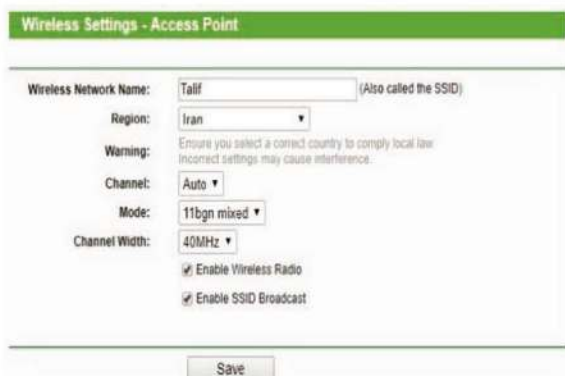 Wireless Settings - Access Point
Wireless Network Name: Talif (Also called the SSID)
Region: Iran
Warning: Ensure you select a correct country to comply local law.
Incorrect settings may cause interference.
Channel: Auto
Mode: 11bgn mixed
Channel Width: 40MHz
Enable Wireless Radio
Enable SSID Broadcast
Save